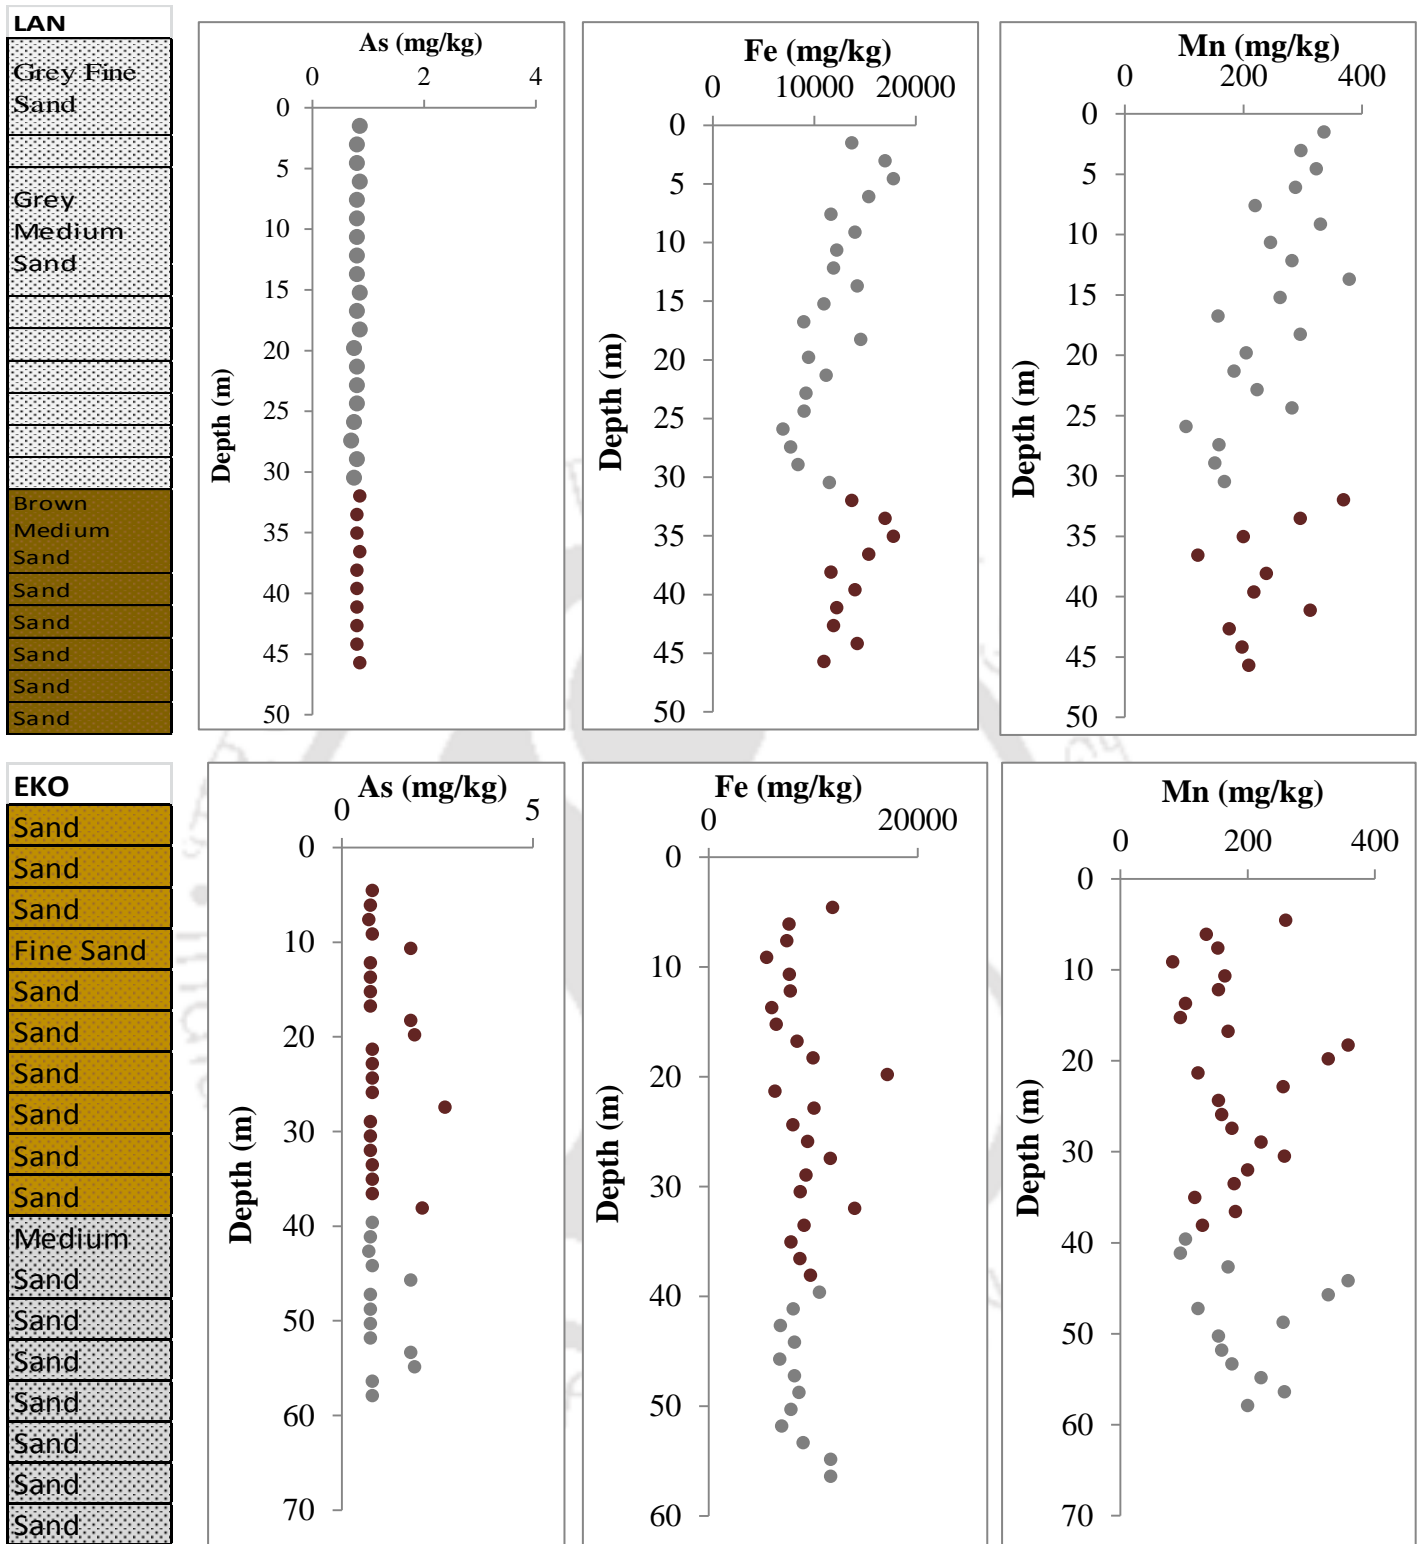 LAN
Grey Fine
Sand
Grey
Medium
Sand
Brown
Medium
Sand
Sand
Sand
Sand
Sand
Sand
As (mg/kg)
0 2 4
0
5
10
15
20
25
30
35
40
45
50
Depth (m)
Fe (mg/kg)
0 10000 20000
0
5
10
15
20
25
30
35
40
45
50
Depth (m)
Mn (mg/kg)
0 200 400
0
5
10
15
20
25
30
35
40
45
50
Depth (m)
EKO
Sand
Sand
Sand
Fine Sand
Sand
Sand
Sand
Sand
Sand
Sand
Medium
Sand
Sand
Sand
Sand
Sand
Sand
Sand
As (mg/kg)
0 5
0
10
20
30
40
50
60
70
Depth (m)
Fe (mg/kg)
0 20000
0
10
20
30
40
50
60
Depth (m)
Mn (mg/kg)
0 200 400
0
10
20
30
40
50
60
70
Depth (m)